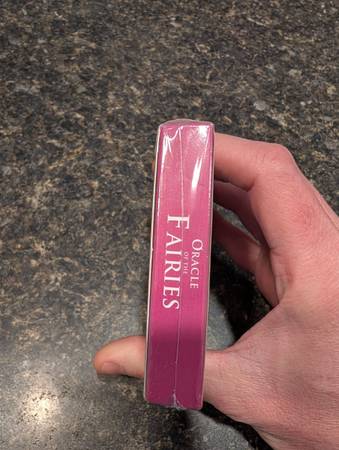 ORACLE
OF THE
FAIRIES